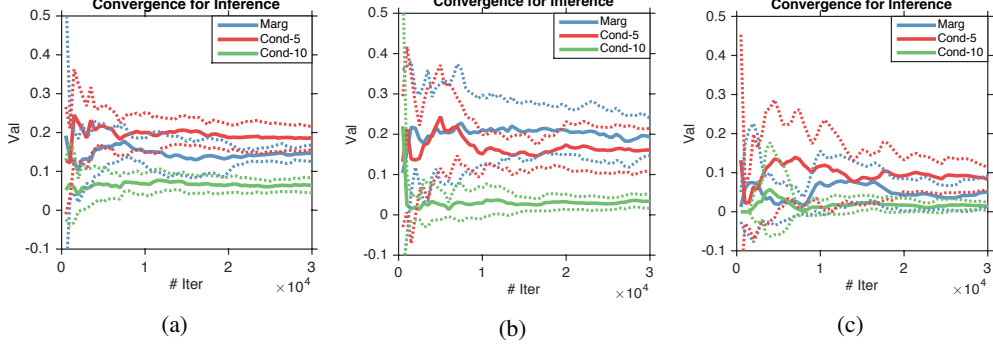 Convergence for Inference
0.5
0.4
0.3
0.2
0.1
0
-0.1
Val
Marg
Cond-5
Cond-10
0
1
2
3
# Iter
×10^4
(a)
Convergence for Inference
0.5
0.4
0.3
0.2
0.1
0
-0.1
Val
Marg
Cond-5
Cond-10
0
1
2
3
# Iter
×10^4
(b)
Convergence for Inference
0.5
0.4
0.3
0.2
0.1
0
-0.1
Val
Marg
Cond-5
Cond-10
0
1
2
3
# Iter
×10^4
(c)